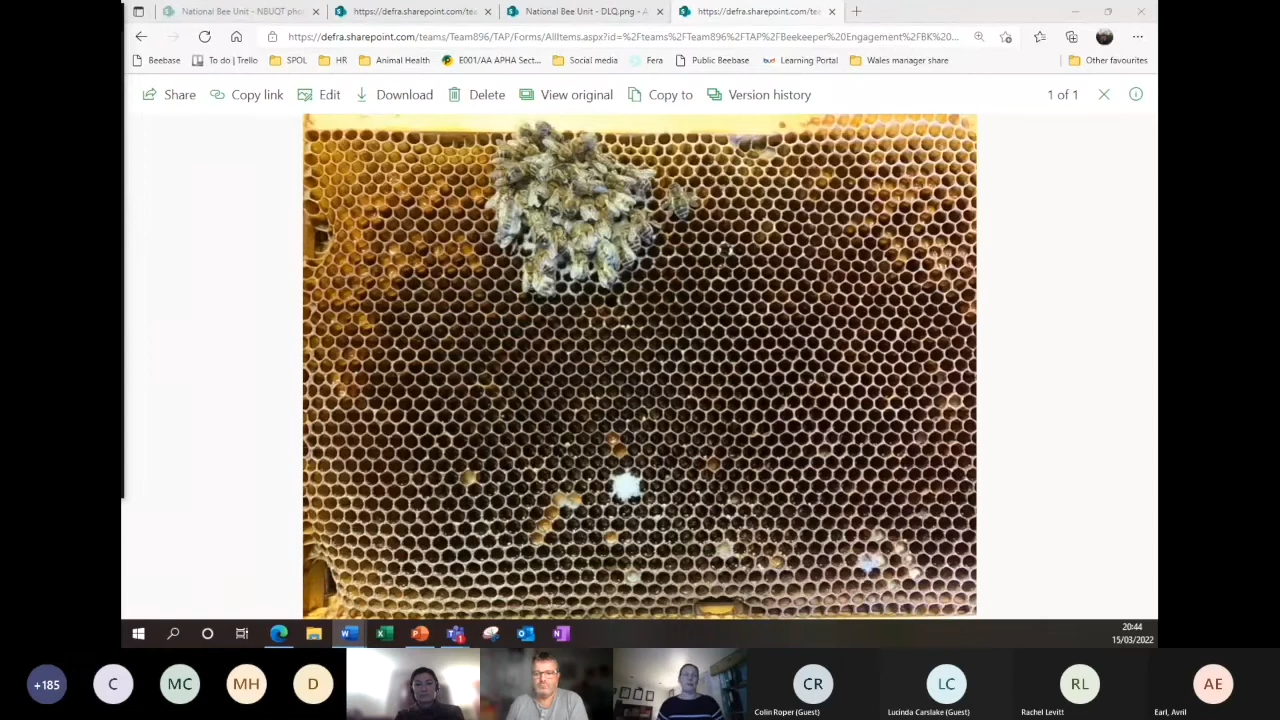 National Bee Unit - NBUQT pho
https://defra.sharepoint.com/tea
National Bee Unit - DLQ.png - A
https://defra.sharepoint.com/tea
https://defra.sharepoint.com/teams/Team896/TAP/Forms/AllItems.aspx?id=%2Fteams%2FTeam896%2FTAP%2FBeekeeper%20Engagement%2FBK%20...
Beebase
To do | Trello
SPOL
HR
Animal Health
E001/AA APHA Sect...
Social media
Fera
Public Beebase
bud Learning Portal
Wales manager share
Other favourites
Share
Copy link
Edit
Download
Delete
View original
Copy to
Version history
1 of 1
20:44
15/03/2022
+185
C
MC
MH
D
CR
LC
RL
AE
Colin Roper (Guest)
Lucinda Carslake (Guest)
Rachel Levitt
Earl, Avril